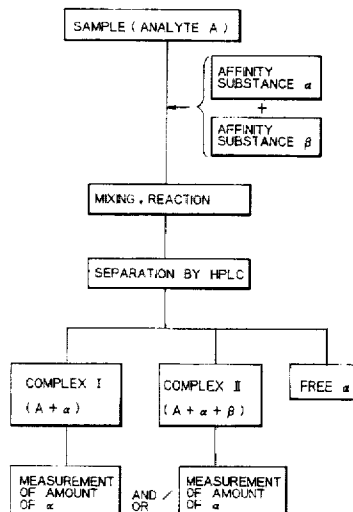 SAMPLE ( ANALYTE A )
AFFINITY
SUBSTANCE α
+
AFFINITY
SUBSTANCE β
MIXING , REACTION
SEPARATION BY HPLC
COMPLEX I
( A + α )
COMPLEX II
( A + α + β )
FREE α
MEASUREMENT
OF AMOUNT
OF α
AND /
OR
MEASUREMENT
OF AMOUNT
OF α